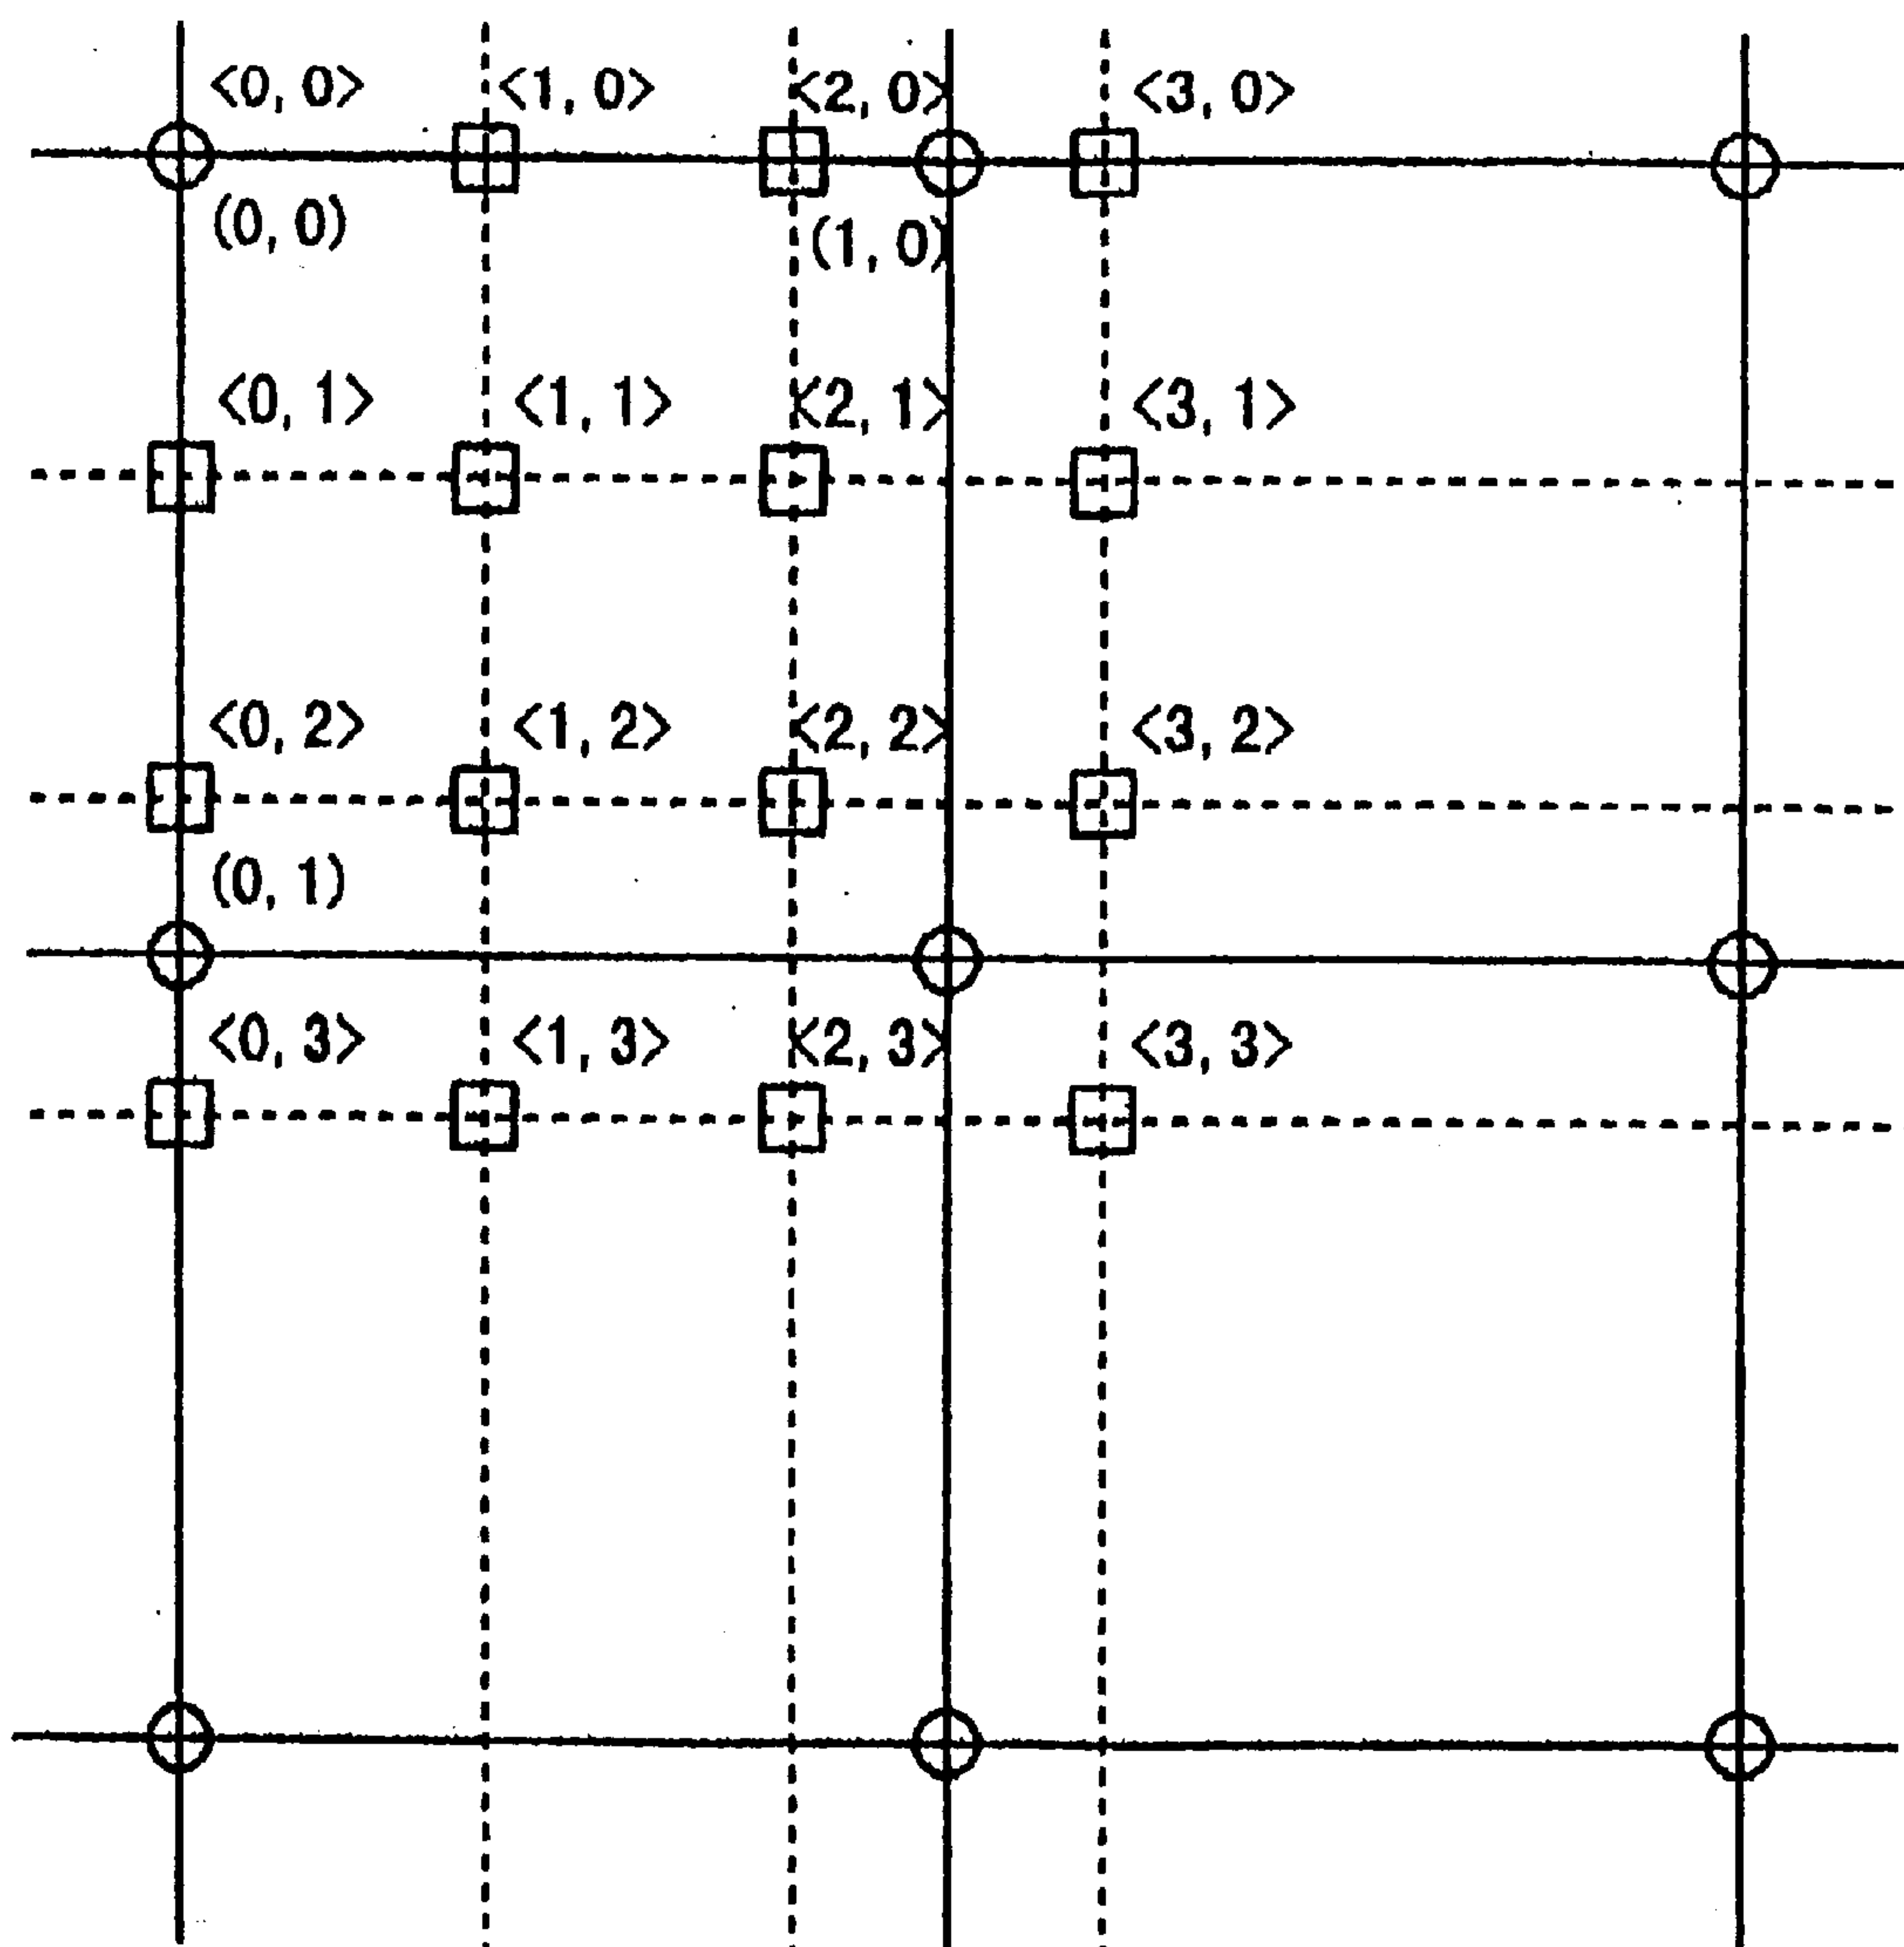 <0, 0> <1, 0> <2, 0> <3, 0>
(0, 0) (1, 0)
<0, 1> <1, 1> <2, 1> <3, 1>
<0, 2> <1, 2> <2, 2> <3, 2>
(0, 1)
<0, 3> <1, 3> <2, 3> <3, 3>